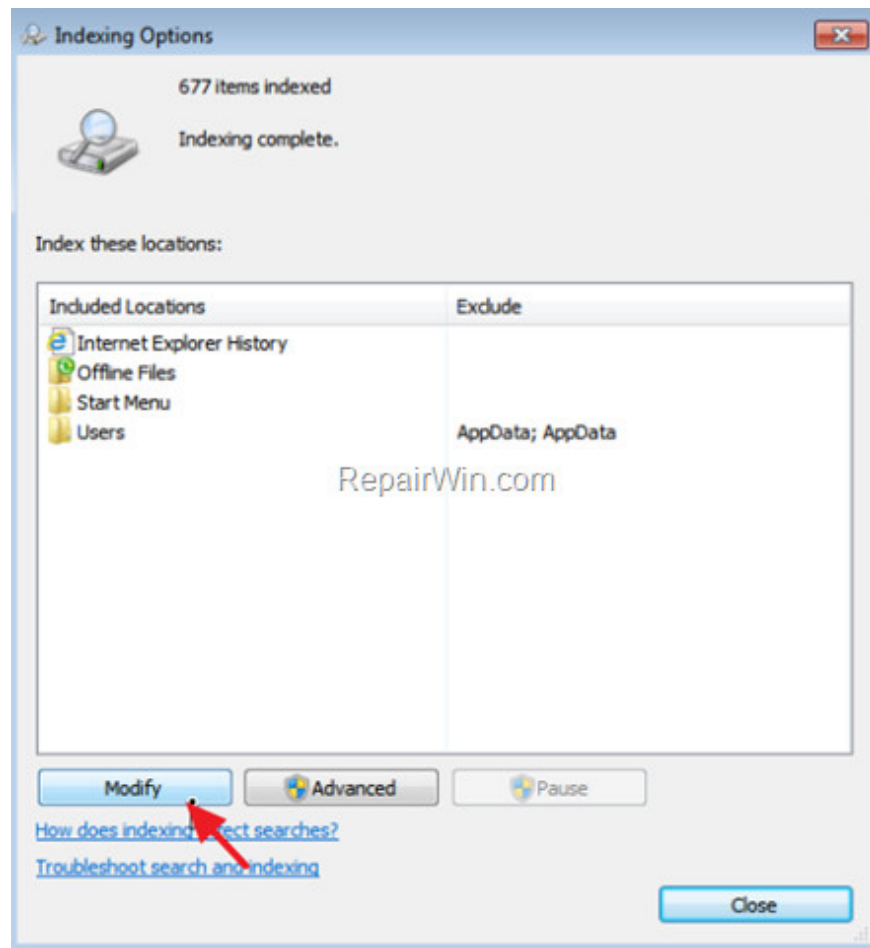 Indexing Options
677 items indexed
Indexing complete.
Index these locations:
Included Locations Exclude
Internet Explorer History
Offline Files
Start Menu
Users AppData; AppData
RepairWin.com
Modify Advanced Pause
How does indexing affect searches?
Troubleshoot search and indexing
Close